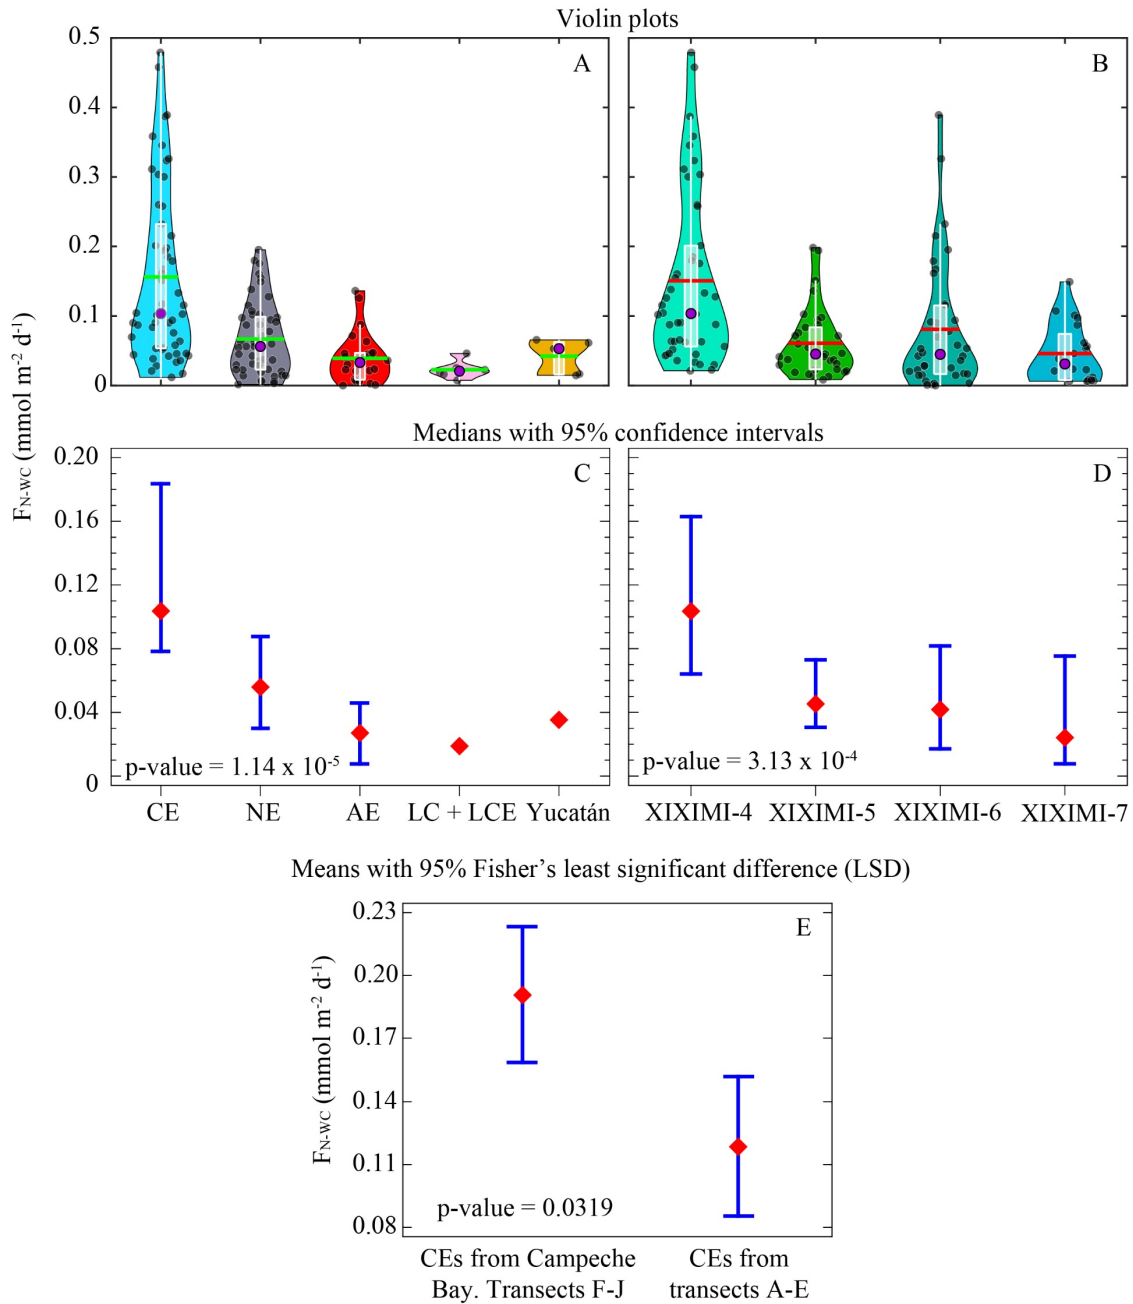 Violin plots
0.5
0.4
0.3
0.2
0.1
0
A
B
F_N-WC (mmol m⁻² d⁻¹)
Medians with 95% confidence intervals
0.20
0.16
0.12
0.08
0.04
0
C
D
p-value = 1.14 x 10⁻⁵
p-value = 3.13 x 10⁻⁴
CE NE AE LC + LCE Yucatán
XIXIMI-4 XIXIMI-5 XIXIMI-6 XIXIMI-7
Means with 95% Fisher’s least significant difference (LSD)
0.23
0.20
0.17
0.14
0.11
0.08
E
F_N-WC (mmol m⁻² d⁻¹)
p-value = 0.0319
CEs from Campeche
Bay. Transects F-J
CEs from
transects A-E